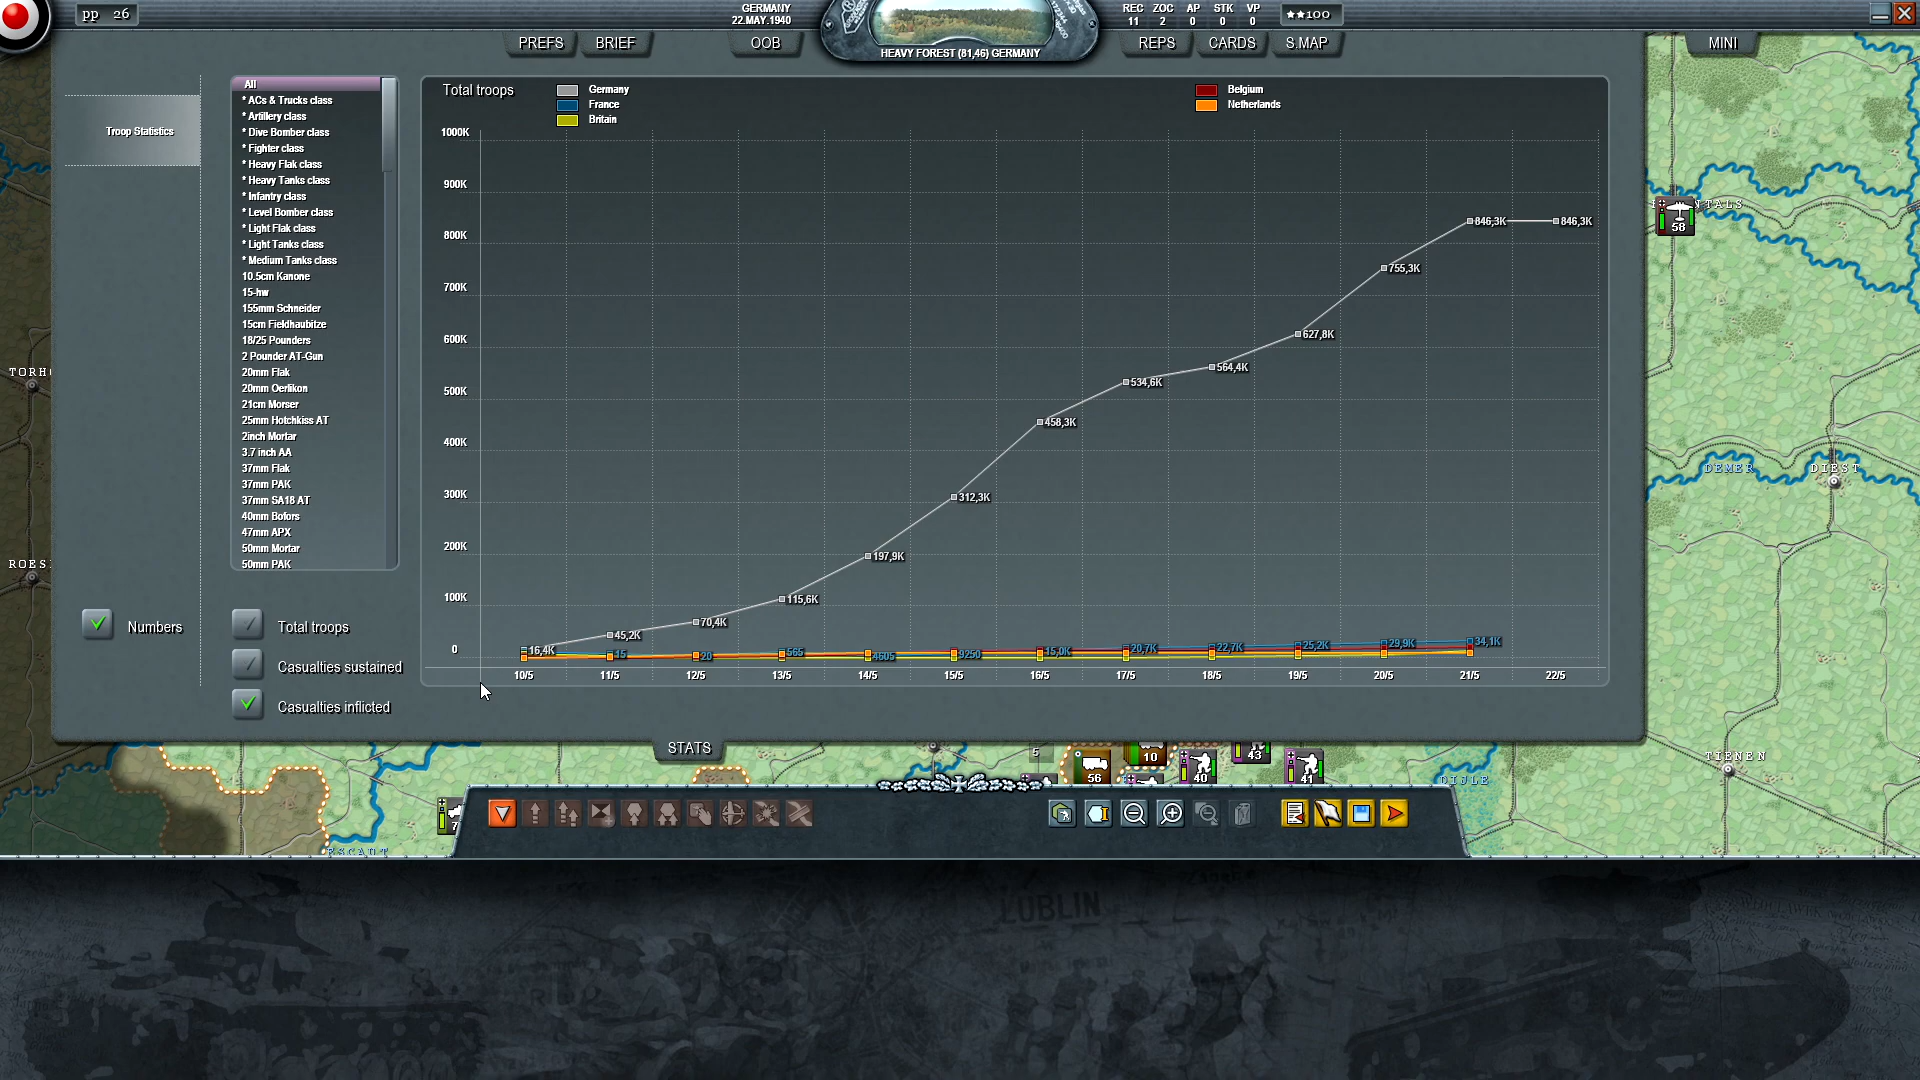 pp 26
GERMANY
22.MAY.1940
REC ZOC AP STK VP
11 2 0 0 0
★★100
PREFS
BRIEF
OOB
HEAVY FOREST (81,46) GERMANY
REPS
CARDS
S.MAP
MINI
Troop Statistics
All
* ACs & Trucks class
* Artillery class
* Dive Bomber class
* Fighter class
* Heavy Flak class
* Heavy Tanks class
* Infantry class
* Level Bomber class
* Light Flak class
* Light Tanks class
* Medium Tanks class
10.5cm Kanone
15-hw
155mm Schneider
15cm Fieldhaubitze
18/25 Pounders
2 Pounder AT-Gun
20mm Flak
20mm Oerlikon
21cm Morser
25mm Hotchkiss AT
2inch Mortar
3.7 inch AA
37mm Flak
37mm PAK
37mm SA18 AT
40mm Bofors
47mm APX
50mm Mortar
50mm PAK
Total troops
Germany
France
Britain
Belgium
Netherlands
1000K
900K
800K
700K
600K
500K
400K
300K
200K
100K
0
16,4K
45,2K
70,4K
115,6K
197,9K
312,3K
458,3K
534,6K
564,4K
627,8K
755,3K
846,3K
846,3K
15
20
565
4605
9250
15,0K
20,7K
22,7K
25,2K
29,9K
34,1K
10/5 11/5 12/5 13/5 14/5 15/5 16/5 17/5 18/5 19/5 20/5 21/5 22/5
Numbers
Total troops
Casualties sustained
Casualties inflicted
STATS
58
DEMER
DIEST
TIENEN
DIJLE
ESCAUT
5
56
10
40
43
41
7
LUBLIN